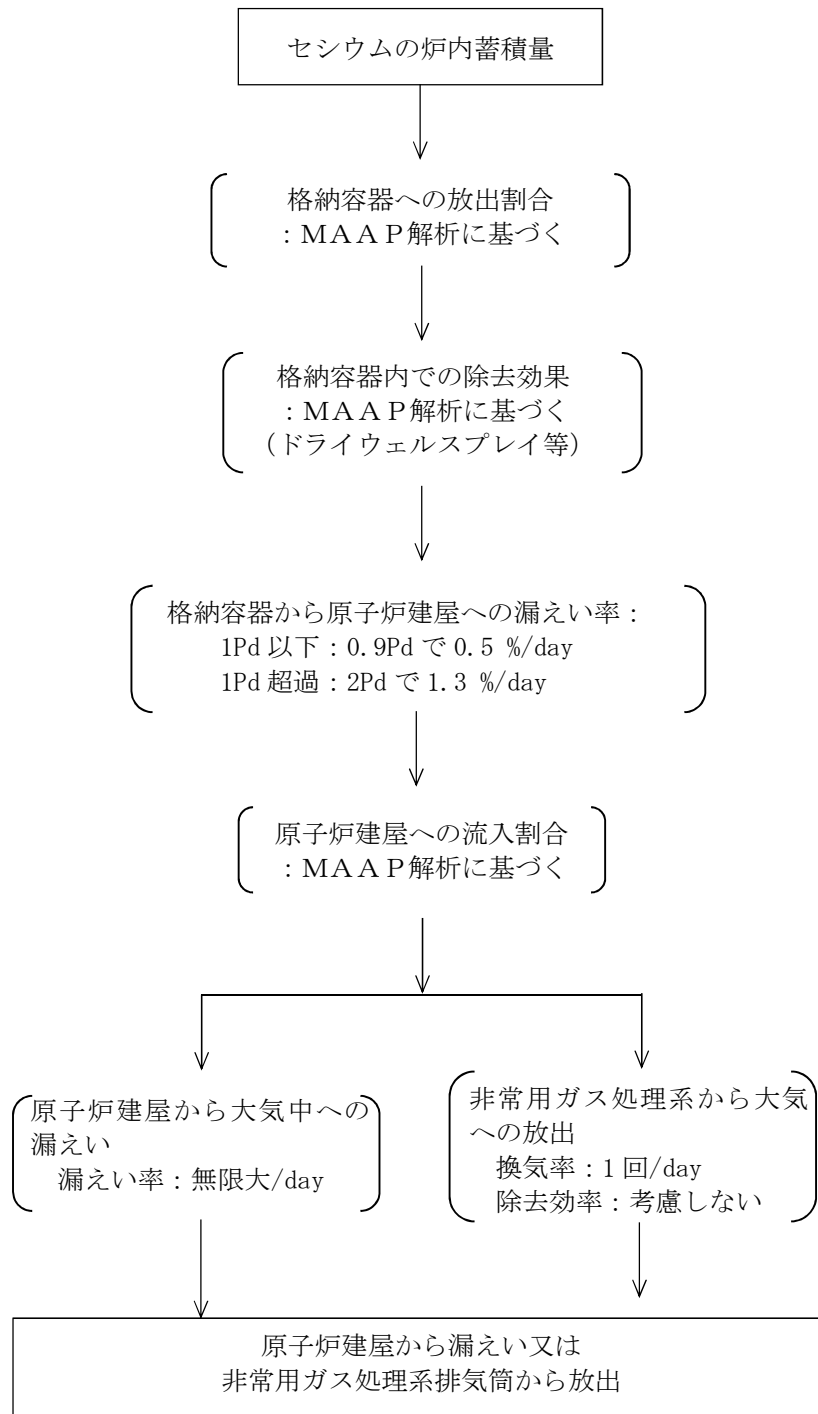 セシウムの炉内蓄積量
格納容器への放出割合
：ＭＡＡＰ解析に基づく
格納容器内での除去効果
：ＭＡＡＰ解析に基づく
（ドライウェルスプレイ等）
格納容器から原子炉建屋への漏えい率：
1Pd 以下：0.9Pd で 0.5 %/day
1Pd 超過：2Pd で 1.3 %/day
原子炉建屋への流入割合
：ＭＡＡＰ解析に基づく
原子炉建屋から大気中への
漏えい
漏えい率：無限大/day
非常用ガス処理系から大気
への放出
換気率：1 回/day
除去効率：考慮しない
原子炉建屋から漏えい又は
非常用ガス処理系排気筒から放出